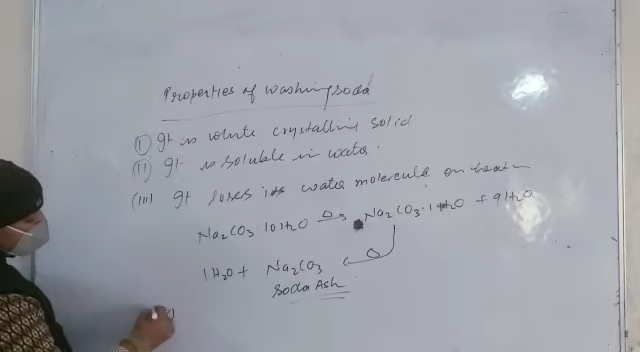 Properties of washing soda
(I) It is white crystalline solid
(II) It is soluble in water.
(III) It loses its water molecule on heat
Na2CO3·10H2O →Δ Na2CO3·1H2O + 9H2O
Δ
1H2O + Na2CO3
Soda Ash